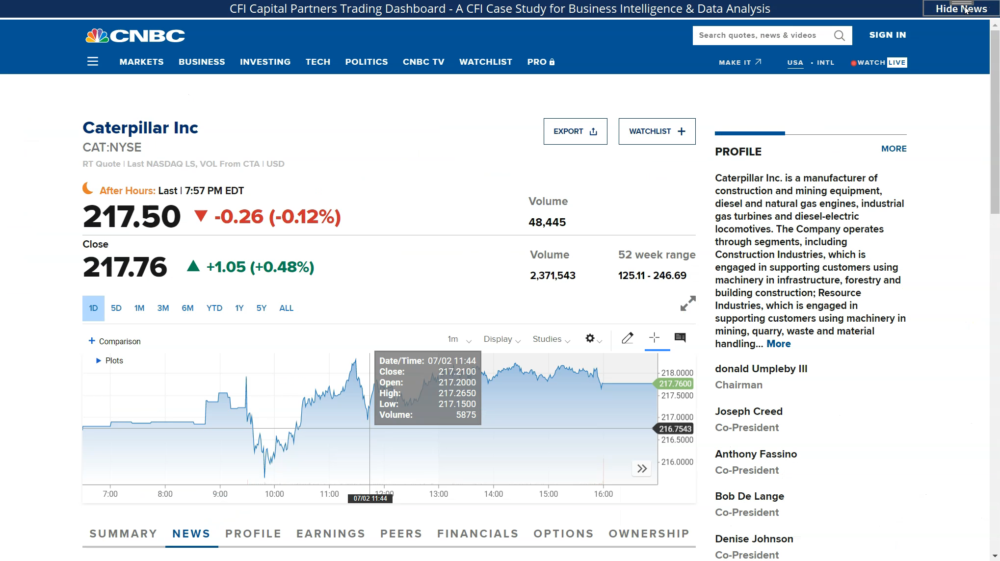 CFI Capital Partners Trading Dashboard - A CFI Case Study for Business Intelligence & Data Analysis
Hide News
CNBC
Search quotes, news & videos
SIGN IN
MARKETS BUSINESS INVESTING TECH POLITICS CNBC TV WATCHLIST PRO
MAKE IT USA • INTL WATCH LIVE
Caterpillar Inc
CAT:NYSE
RT Quote | Last NASDAQ LS, VOL From CTA | USD
EXPORT
WATCHLIST +
After Hours: Last | 7:57 PM EDT
217.50 ▼ -0.26 (-0.12%)
Volume
48,445
Close
217.76 ▲ +1.05 (+0.48%)
Volume
2,371,543
52 week range
125.11 - 246.69
1D 5D 1M 3M 6M YTD 1Y 5Y ALL
+ Comparison
1m Display Studies
Plots
Date/Time: 07/02 11:44
Close: 217.2100
Open: 217.2000
High: 217.2650
Low: 217.1500
Volume: 5875
218.0000
217.7600
217.5000
217.0000
216.7543
216.5000
216.0000
7:00 8:00 9:00 10:00 11:00 12:00 13:00 14:00 15:00 16:00
07/02 11:44
SUMMARY NEWS PROFILE EARNINGS PEERS FINANCIALS OPTIONS OWNERSHIP
PROFILE
MORE
Caterpillar Inc. is a manufacturer of
construction and mining equipment,
diesel and natural gas engines, industrial
gas turbines and diesel-electric
locomotives. The Company operates
through segments, including
Construction Industries, which is
engaged in supporting customers using
machinery in infrastructure, forestry and
building construction; Resource
Industries, which is engaged in
supporting customers using machinery in
mining, quarry, waste and material
handling... More
donald Umpleby III
Chairman
Joseph Creed
Co-President
Anthony Fassino
Co-President
Bob De Lange
Co-President
Denise Johnson
Co-President